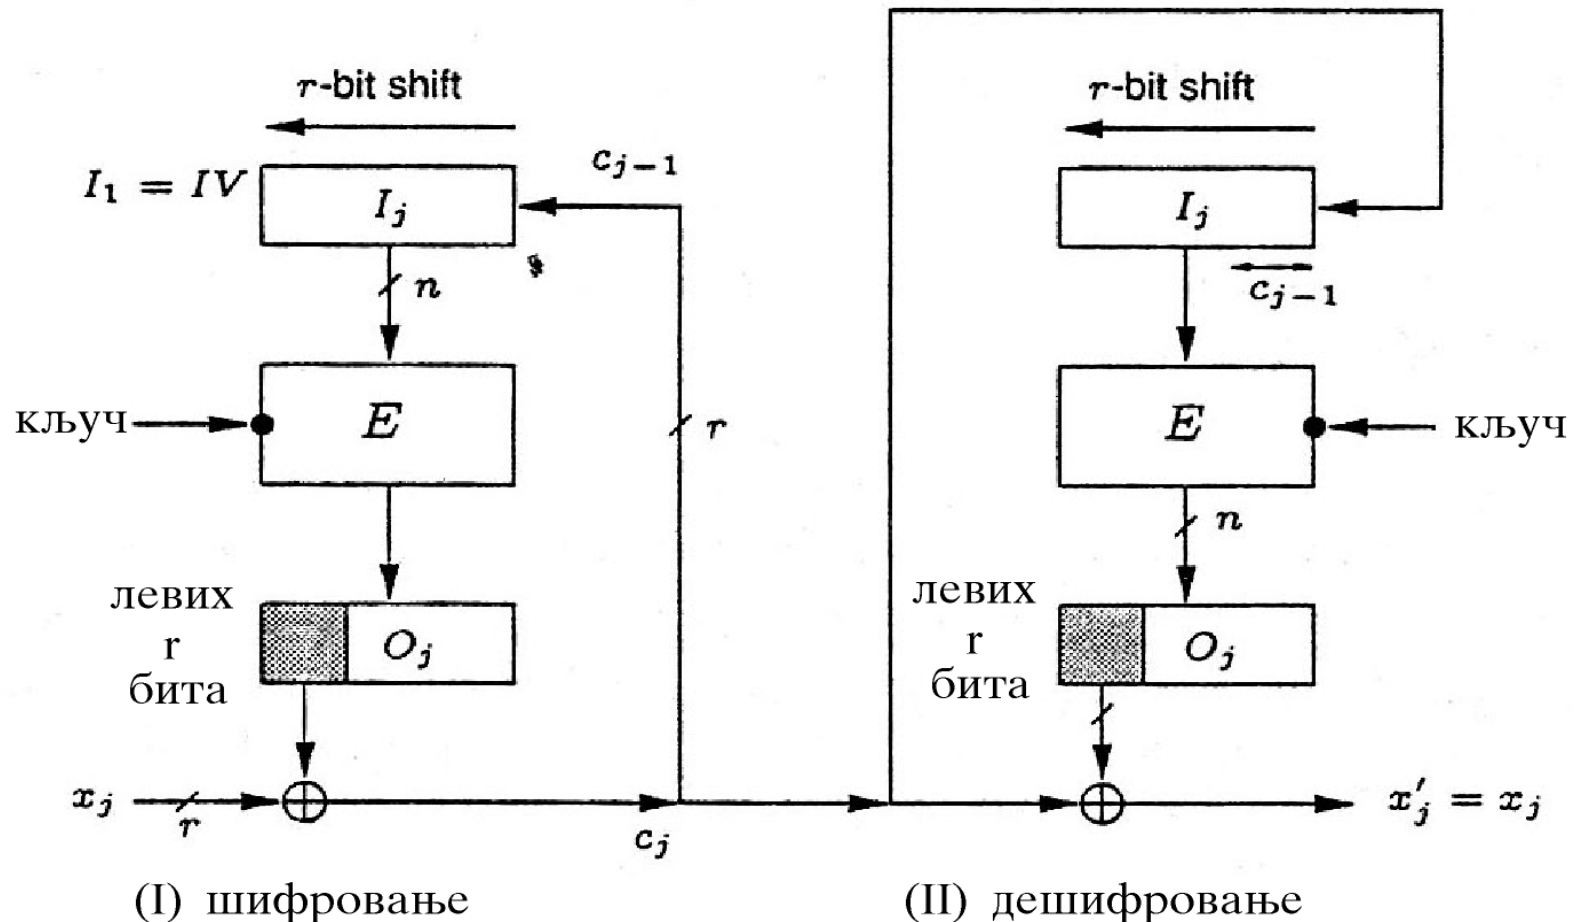 r-bit shift
c_{j-1}
I_1 = IV
I_j
n
кључ
E
r
левих
r
бита
O_j
x_j
r
c_j
(I) шифровање
r-bit shift
I_j
c_{j-1}
E
кључ
n
левих
r
бита
O_j
x'_j = x_j
(II) дешифровање